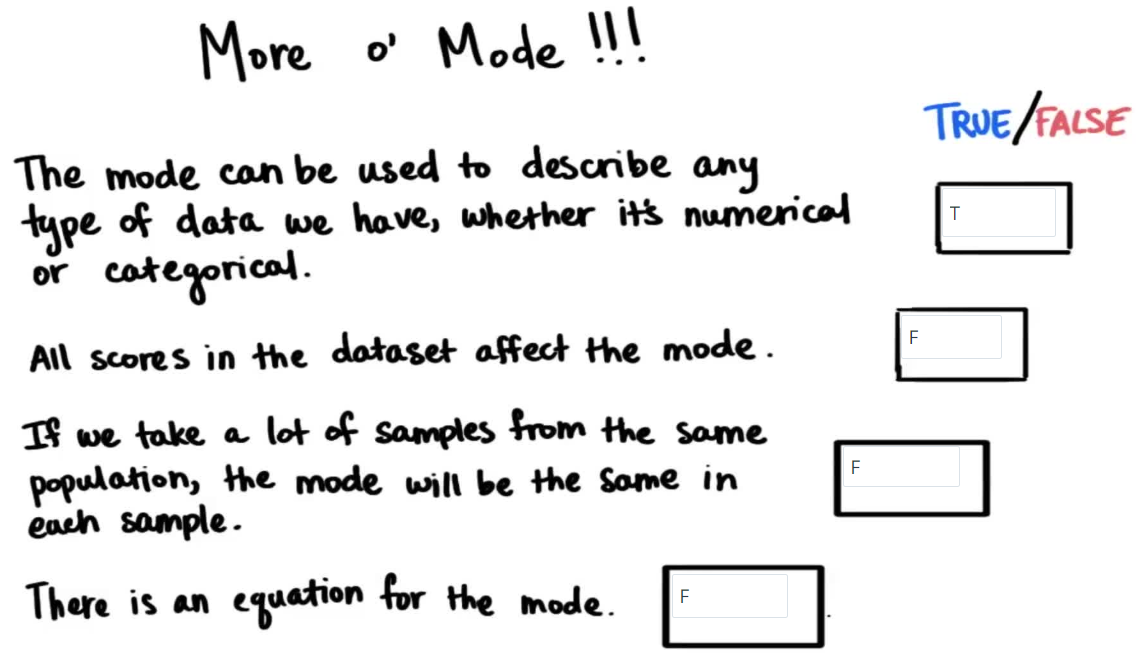 More o' Mode !!!
TRUE/FALSE
The mode can be used to describe any
type of data we have, whether it's numerical
or categorical.
T
All scores in the dataset affect the mode.
F
If we take a lot of samples from the same
population, the mode will be the same in
each sample.
F
There is an equation for the mode.
F